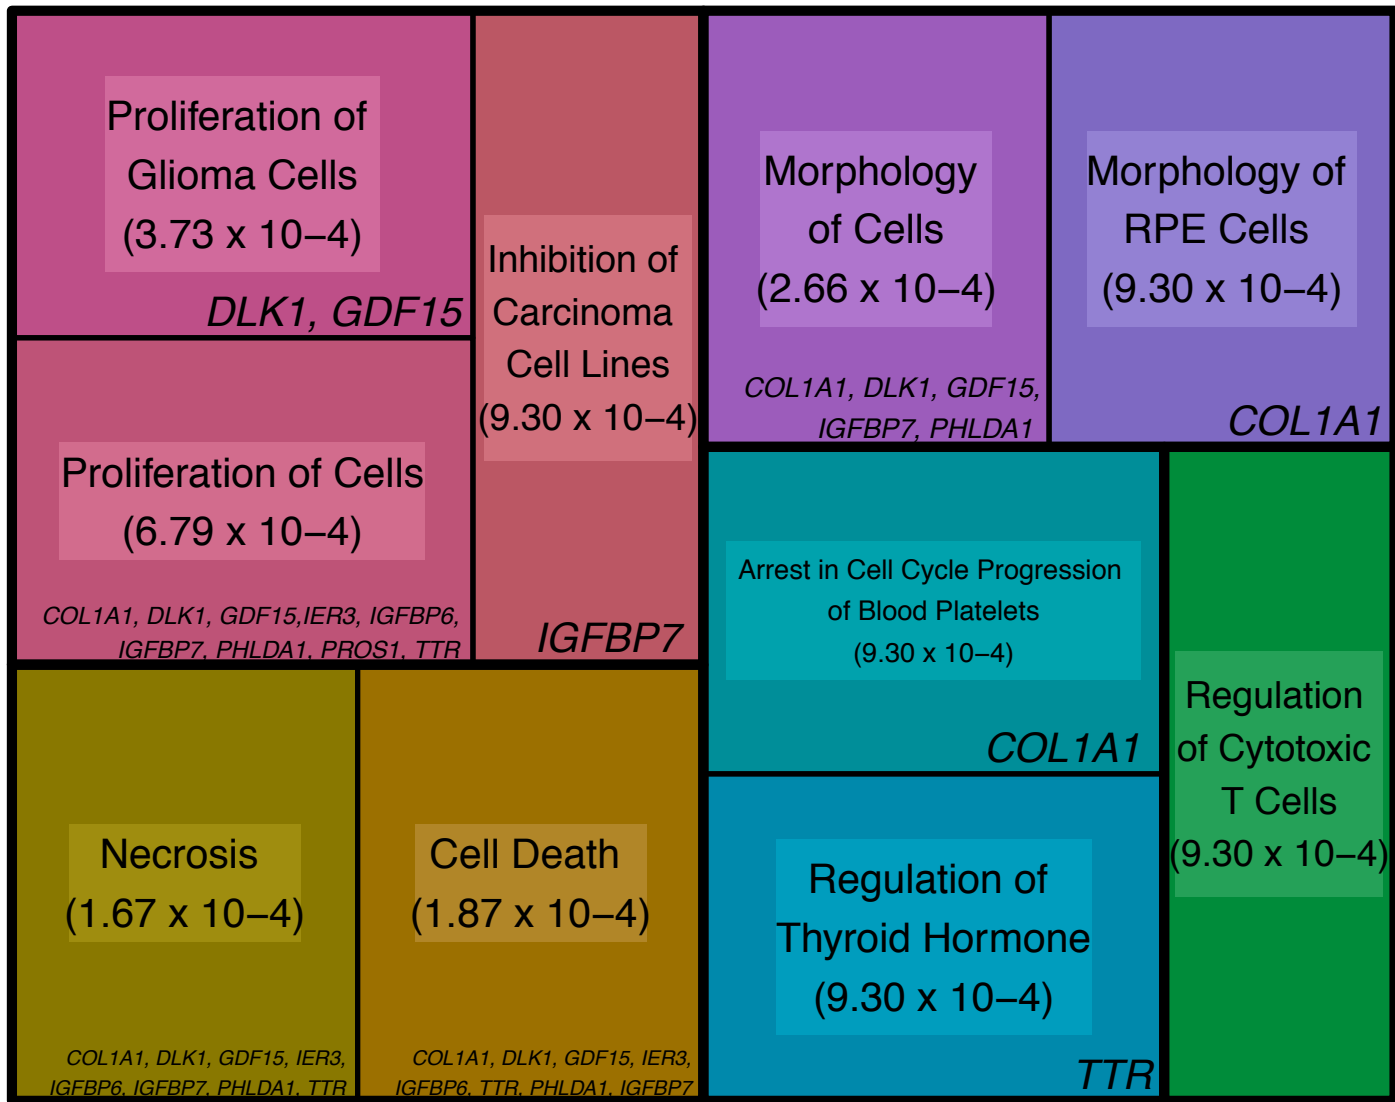 Proliferation of
Glioma Cells
(3.73 x 10−4)
DLK1, GDF15
Inhibition of
Carcinoma
Cell Lines
(9.30 x 10−4)
IGFBP7
Proliferation of Cells
(6.79 x 10−4)
COL1A1, DLK1, GDF15,IER3, IGFBP6,
IGFBP7, PHLDA1, PROS1, TTR
Morphology
of Cells
(2.66 x 10−4)
COL1A1, DLK1, GDF15,
IGFBP7, PHLDA1
Morphology of
RPE Cells
(9.30 x 10−4)
COL1A1
Arrest in Cell Cycle Progression
of Blood Platelets
(9.30 x 10−4)
COL1A1
Regulation
of Cytotoxic
T Cells
(9.30 x 10−4)
Necrosis
(1.67 x 10−4)
COL1A1, DLK1, GDF15, IER3,
IGFBP6, IGFBP7, PHLDA1, TTR
Cell Death
(1.87 x 10−4)
COL1A1, DLK1, GDF15, IER3,
IGFBP6, TTR, PHLDA1, IGFBP7
Regulation of
Thyroid Hormone
(9.30 x 10−4)
TTR